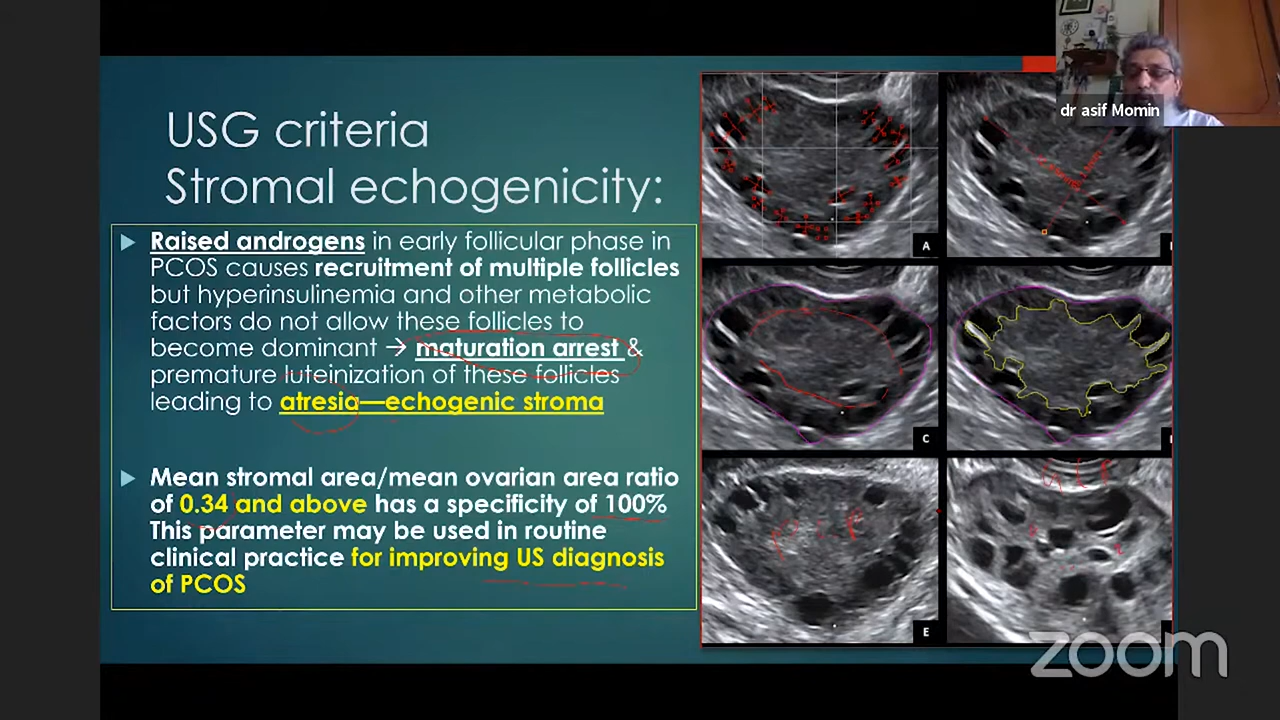 dr asif Momin
USG criteria
Stromal echogenicity:
Raised androgens in early follicular phase in
PCOS causes recruitment of multiple follicles
but hyperinsulinemia and other metabolic
factors do not allow these follicles to
become dominant → maturation arrest &
premature luteinization of these follicles
leading to atresia—echogenic stroma
Mean stromal area/mean ovarian area ratio
of 0.34 and above has a specificity of 100%
This parameter may be used in routine
clinical practice for improving US diagnosis
of PCOS
A
C
E
zoom